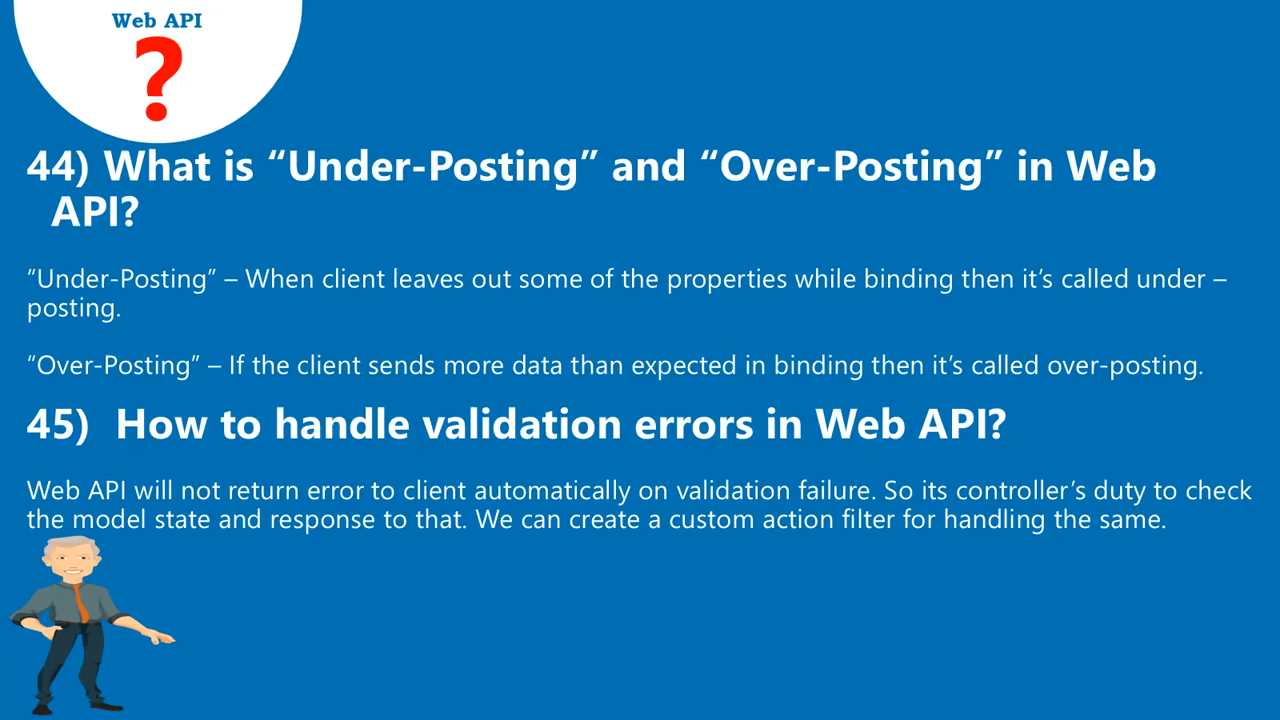 Web API
?
44) What is “Under-Posting” and “Over-Posting” in Web
API?
“Under-Posting” – When client leaves out some of the properties while binding then it’s called under –
posting.
“Over-Posting” – If the client sends more data than expected in binding then it’s called over-posting.
45) How to handle validation errors in Web API?
Web API will not return error to client automatically on validation failure. So its controller’s duty to check
the model state and response to that. We can create a custom action filter for handling the same.